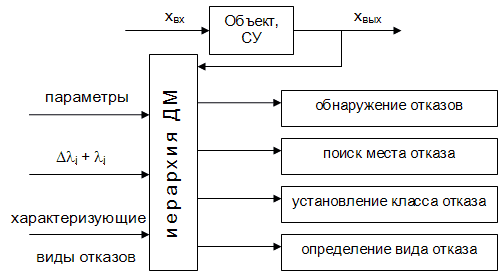 xвх
Объект,
СУ
xвых
иерархия ДМ
параметры
Δλj + λj
характеризующие
виды отказов
обнаружение отказов
поиск места отказа
установление класса отказа
определение вида отказа